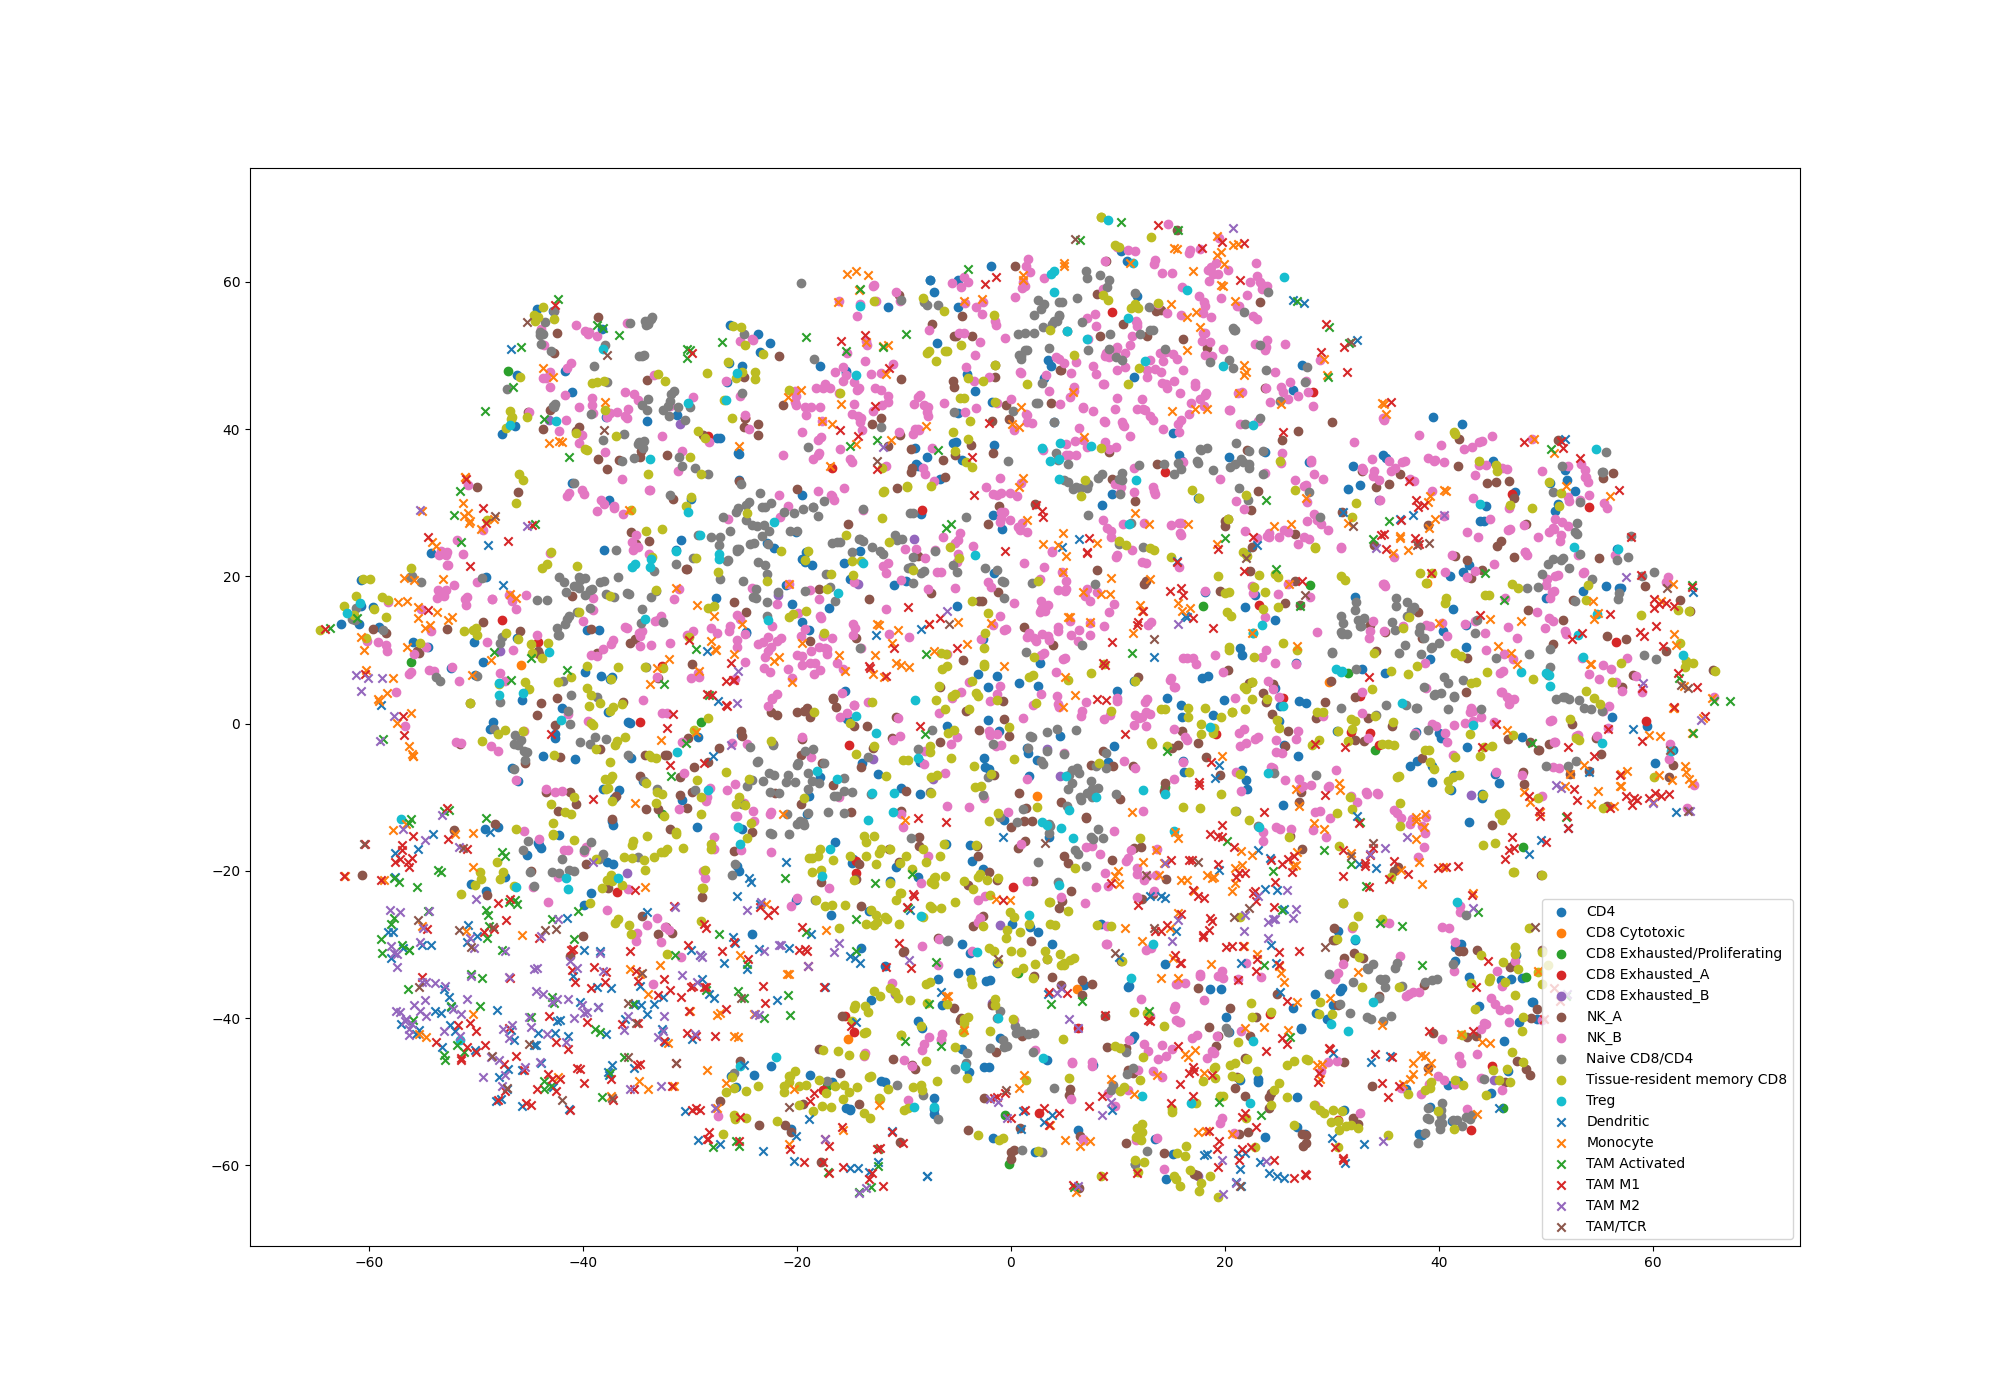 60
40
20
0
−20
−40
−60
−60
−40
−20
0
20
40
60
CD4
CD8 Cytotoxic
CD8 Exhausted/Proliferating
CD8 Exhausted_A
CD8 Exhausted_B
NK_A
NK_B
Naive CD8/CD4
Tissue-resident memory CD8
Treg
Dendritic
Monocyte
TAM Activated
TAM M1
TAM M2
TAM/TCR